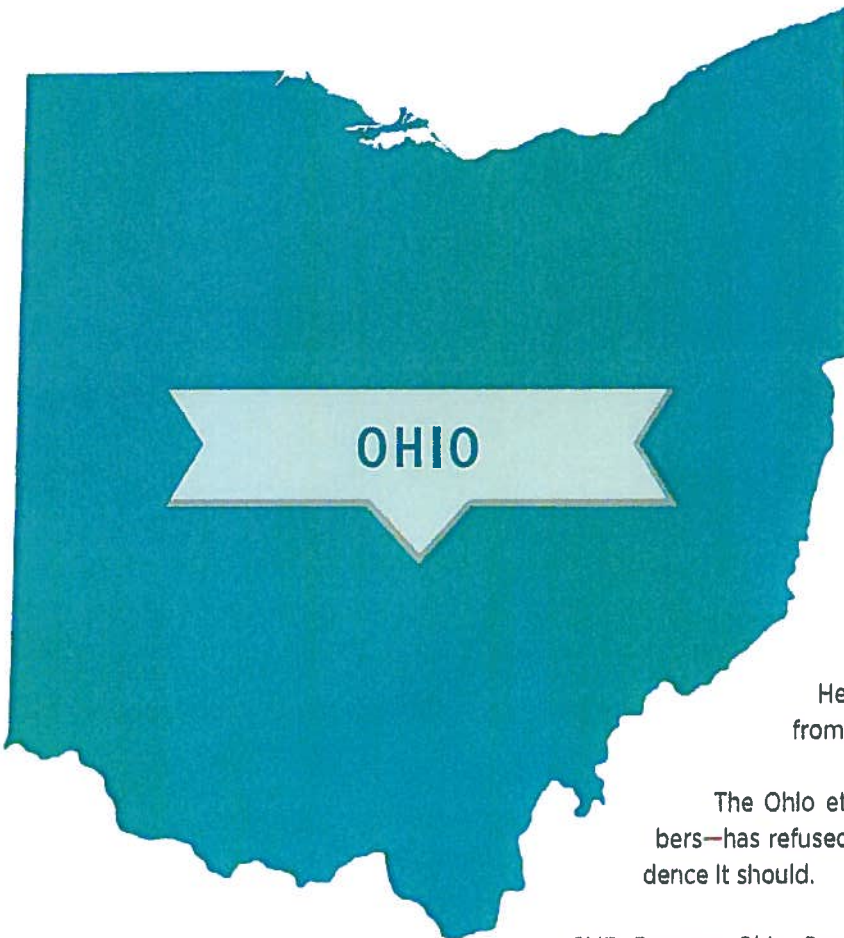 OHIO
He
from
The Ohio et
bers—has refused
dence it should.